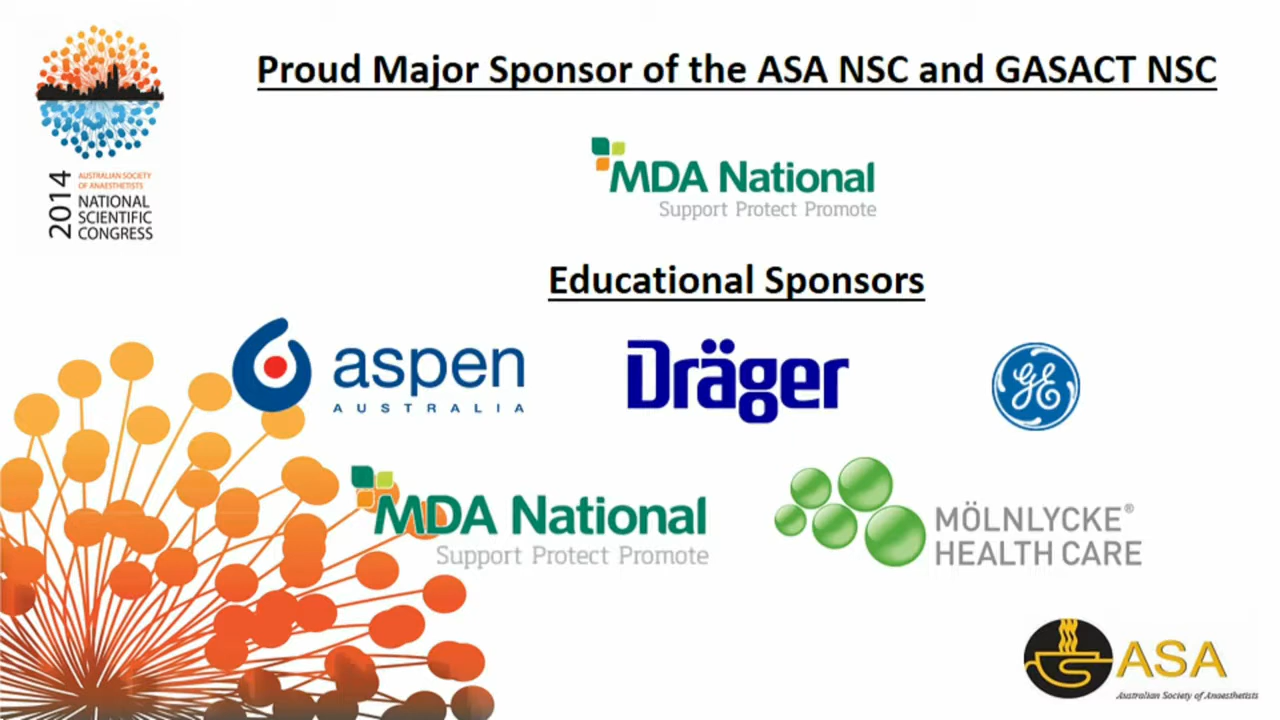 Proud Major Sponsor of the ASA NSC and GASACT NSC
2014
AUSTRALIAN SOCIETY
OF ANAESTHETISTS
NATIONAL
SCIENTIFIC
CONGRESS
MDA National
Support Protect Promote
Educational Sponsors
aspen
AUSTRALIA
Dräger
GE
MDA National
Support Protect Promote
MÖLNLYCKE®
HEALTH CARE
ASA
Australian Society of Anaesthetists